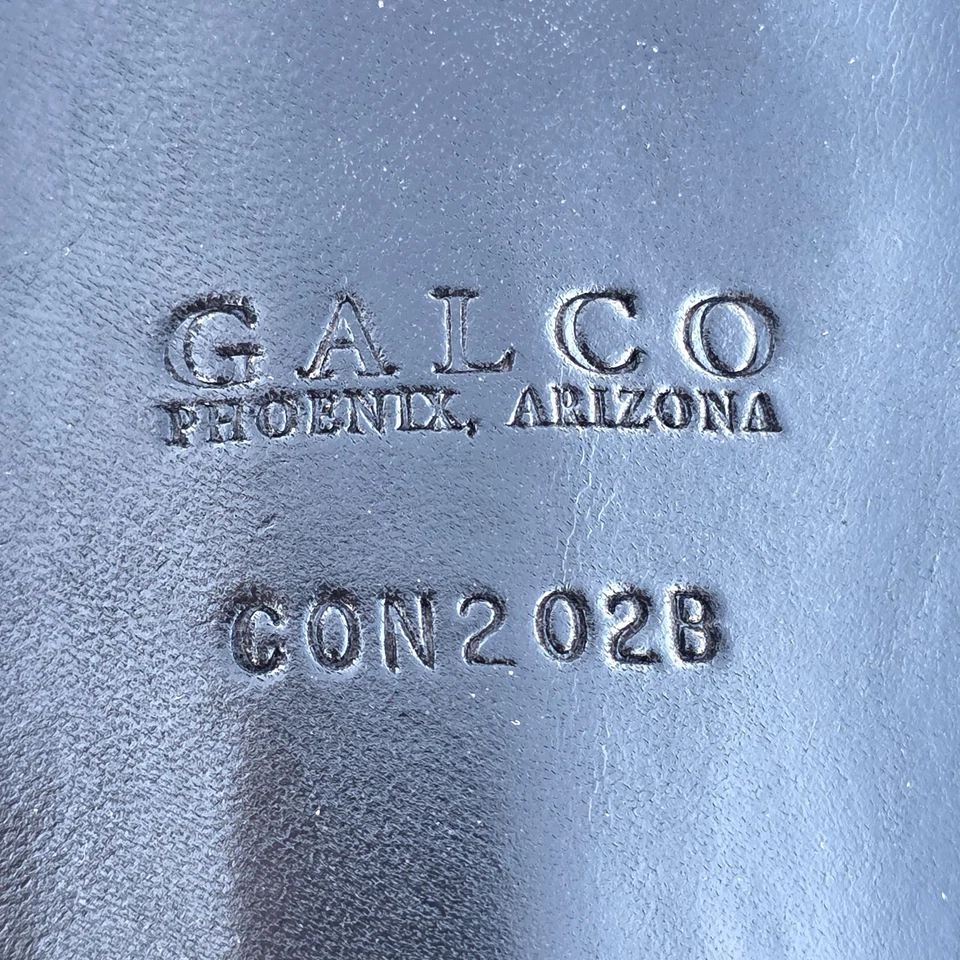 GALCO
PHOENIX, ARIZONA
CON202B